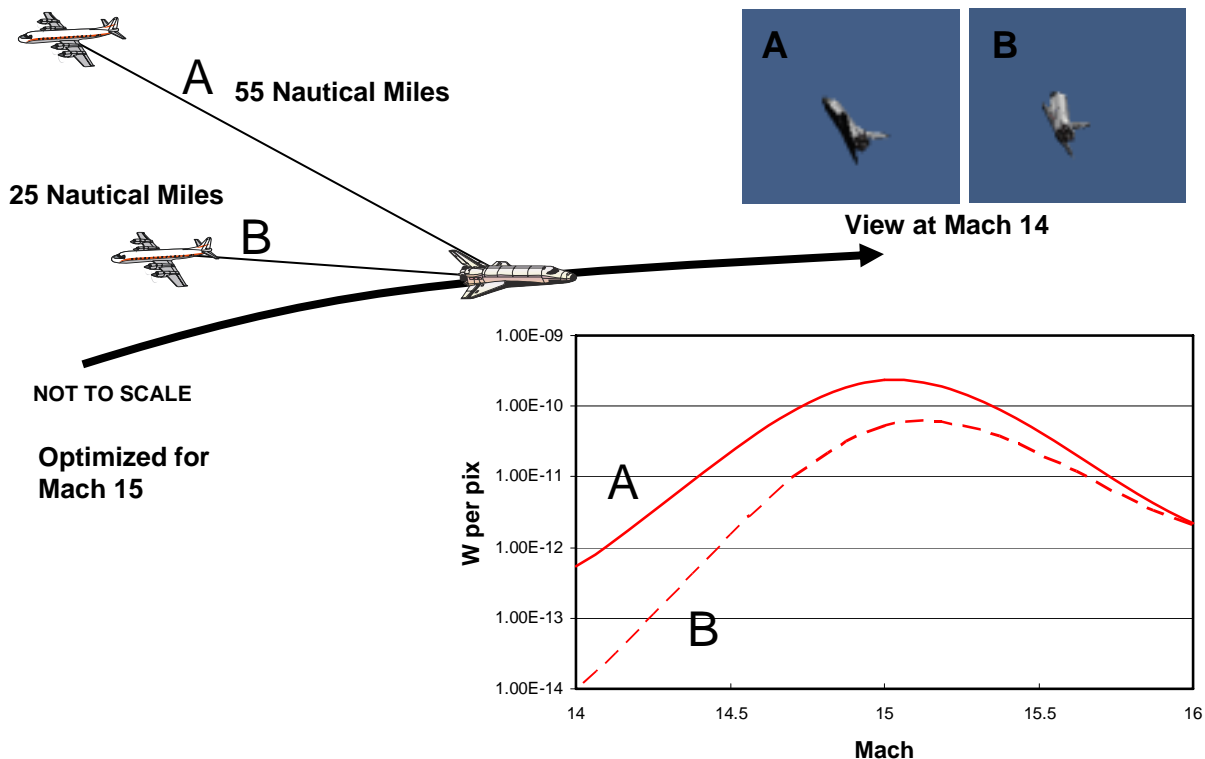 A
55 Nautical Miles
25 Nautical Miles
B
NOT TO SCALE
Optimized for
Mach 15
A
B
View at Mach 14
1.00E-09
1.00E-10
1.00E-11
1.00E-12
1.00E-13
1.00E-14
W per pix
A
B
14
14.5
15
15.5
16
Mach